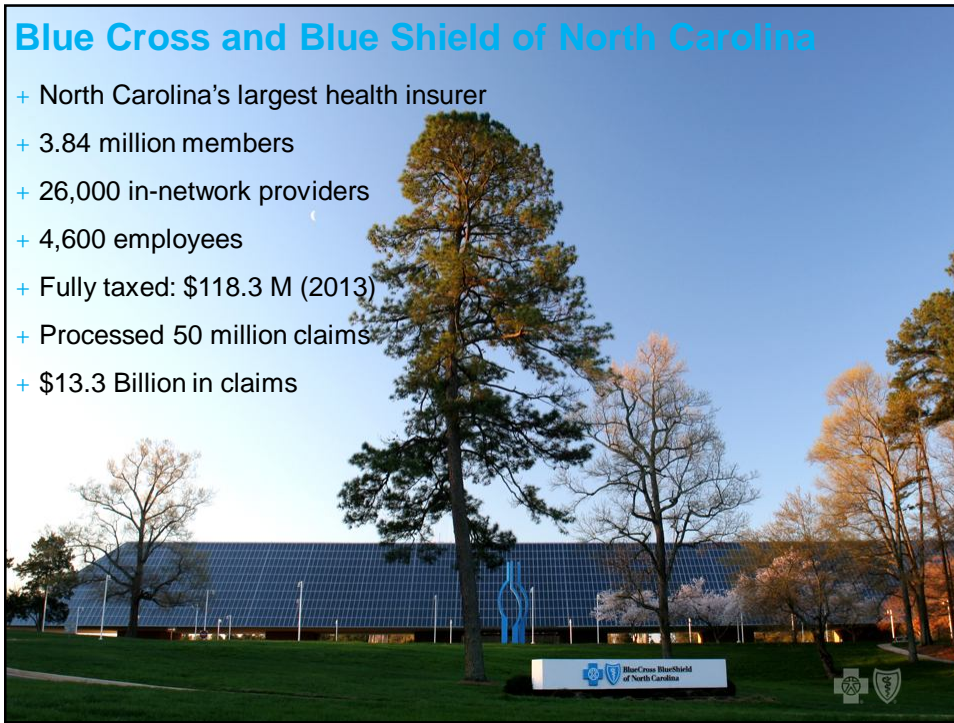 Blue Cross and Blue Shield of North Carolina
+ North Carolina’s largest health insurer
+ 3.84 million members
+ 26,000 in-network providers
+ 4,600 employees
+ Fully taxed: $118.3 M (2013)
+ Processed 50 million claims
+ $13.3 Billion in claims
BlueCross BlueShield
of North Carolina